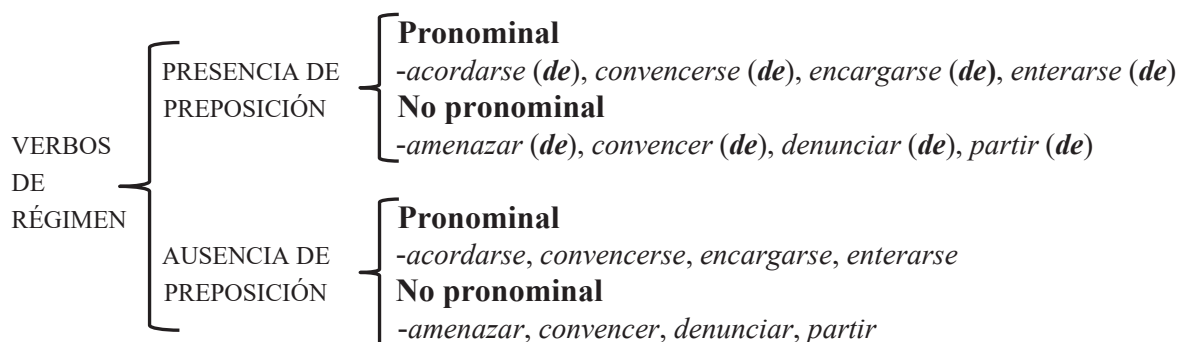 Pronominal
-acordarse (de), convencerse (de), encargarse (de), enterarse (de)
PRESENCIA DE
PREPOSICIÓN
No pronominal
-amenazar (de), convencer (de), denunciar (de), partir (de)
VERBOS
DE
RÉGIMEN
Pronominal
-acordarse, convencerse, encargarse, enterarse
AUSENCIA DE
PREPOSICIÓN
No pronominal
-amenazar, convencer, denunciar, partir